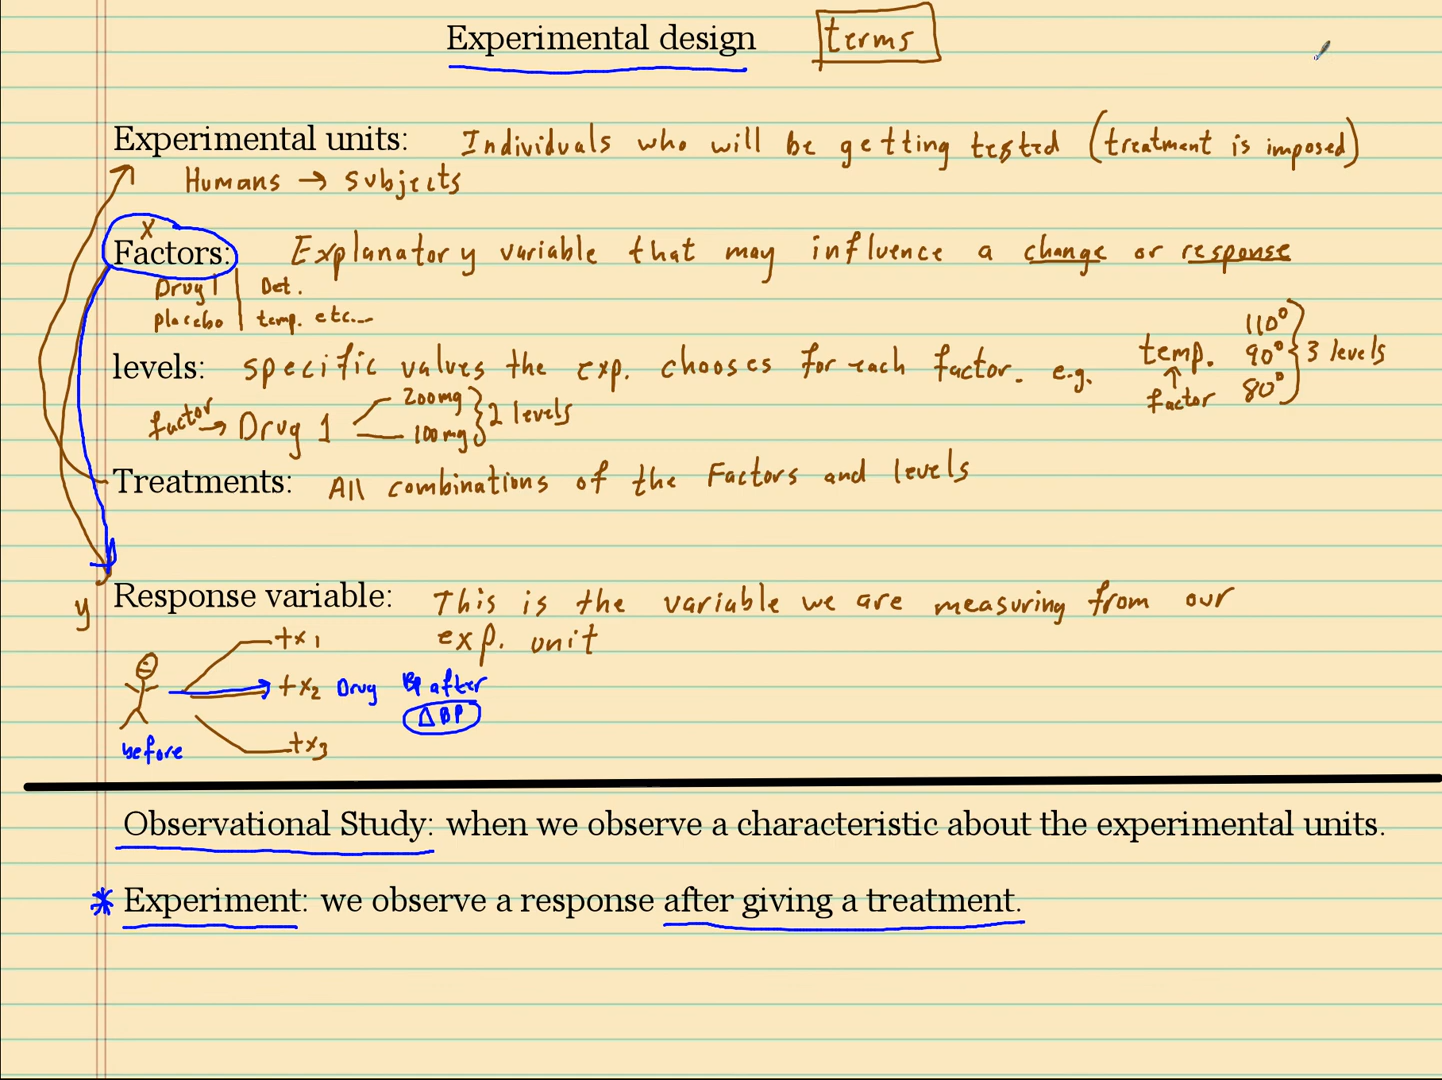 Experimental design terms
Experimental units: Individuals who will be getting tested (treatment is imposed)
Humans → subjects
x
Factors: Explanatory variable that may influence a change or response
Drug 1 | Det.
placebo | temp. etc...
levels: specific values the exp. chooses for each factor. e.g. temp. 110° 90° 80° } 3 levels
↑
factor
factor → Drug 1 200mg 100mg } 2 levels
Treatments: All combinations of the Factors and levels
y Response variable: This is the variable we are measuring from our
exp. unit
tx1
tx2 Drug BP after
ΔBP
before tx3
Observational Study: when we observe a characteristic about the experimental units.
* Experiment: we observe a response after giving a treatment.